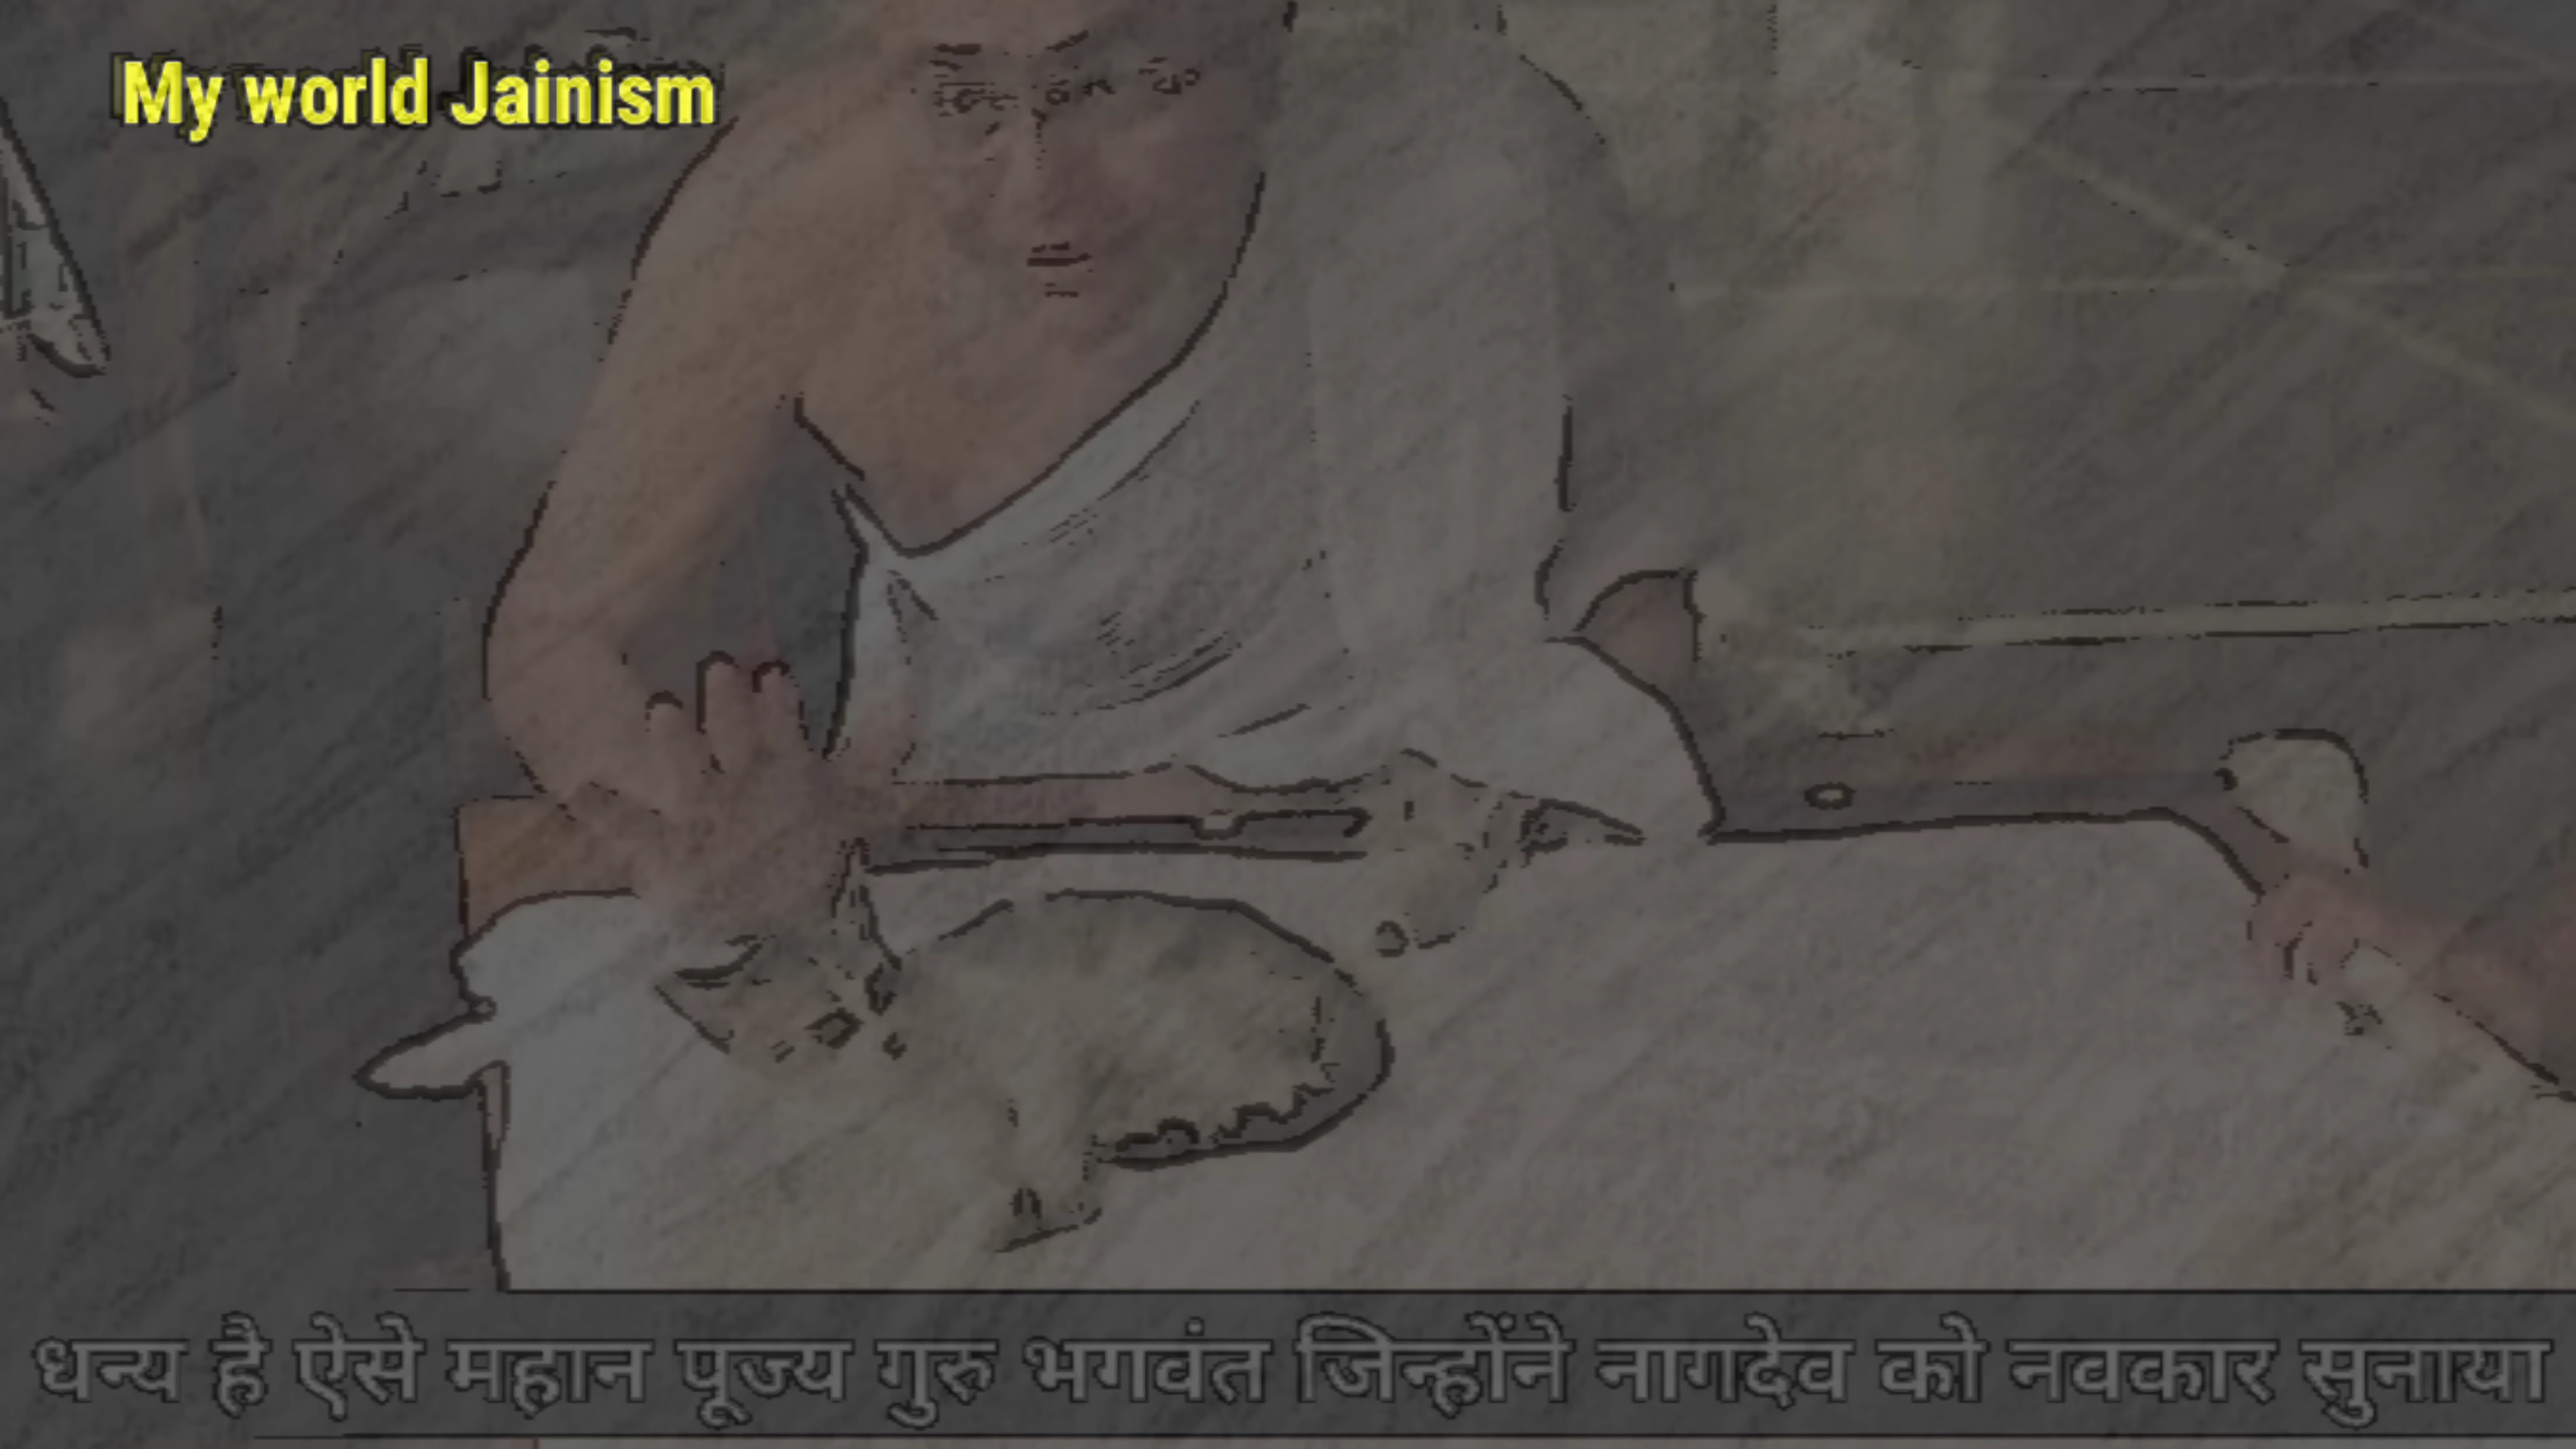 My world Jainism
धन्य है ऐसे महान पूज्य गुरु भगवंत जिन्होंने नागदेव को नवकार सुनाया